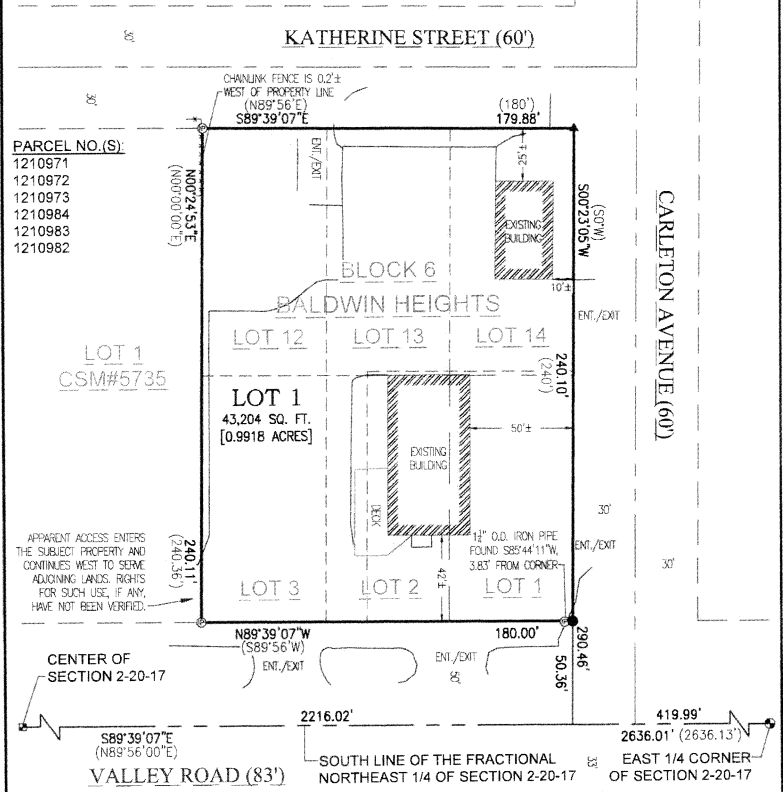 30'
KATHERINE STREET (60')
30'
CHAINLINK FENCE IS 0.2'±
WEST OF PROPERTY LINE
(N89°56'E)
S89°39'07"E
(180')
179.88'
PARCEL NO.(S):
1210971
1210972
1210973
1210984
1210983
1210982
N00°24'53"E
(N00°00'00"E)
ENT./EXIT
25'±
EXISTING
BUILDING
S00°23'05"W
(S0°W)
CARLETON AVENUE (60')
10'±
ENT./EXIT
BLOCK 6
BALDWIN HEIGHTS
LOT 12
LOT 13
LOT 14
240.10'
(240')
LOT 1
CSM#5735
LOT 1
43,204 SQ. FT.
[0.9918 ACRES]
50'±
EXISTING
BUILDING
DECK
1¼" O.D. IRON PIPE
FOUND S85°44'11"W,
3.83' FROM CORNER
30'
ENT./EXIT
30'
APPARENT ACCESS ENTERS
THE SUBJECT PROPERTY AND
CONTINUES WEST TO SERVE
ADJOINING LANDS. RIGHTS
FOR SUCH USE, IF ANY,
HAVE NOT BEEN VERIFIED.
240.11'
(240.36')
42'±
LOT 3
LOT 2
LOT 1
N89°39'07"W
(S89°56'W)
180.00'
290.46'
50.36'
ENT./EXIT
ENT./EXIT
50'
CENTER OF
SECTION 2-20-17
S89°39'07"E
(N89°56'00"E)
2216.02'
419.99'
2636.01' (2636.13')
VALLEY ROAD (83')
SOUTH LINE OF THE FRACTIONAL
NORTHEAST 1/4 OF SECTION 2-20-17
33'
EAST 1/4 CORNER
OF SECTION 2-20-17